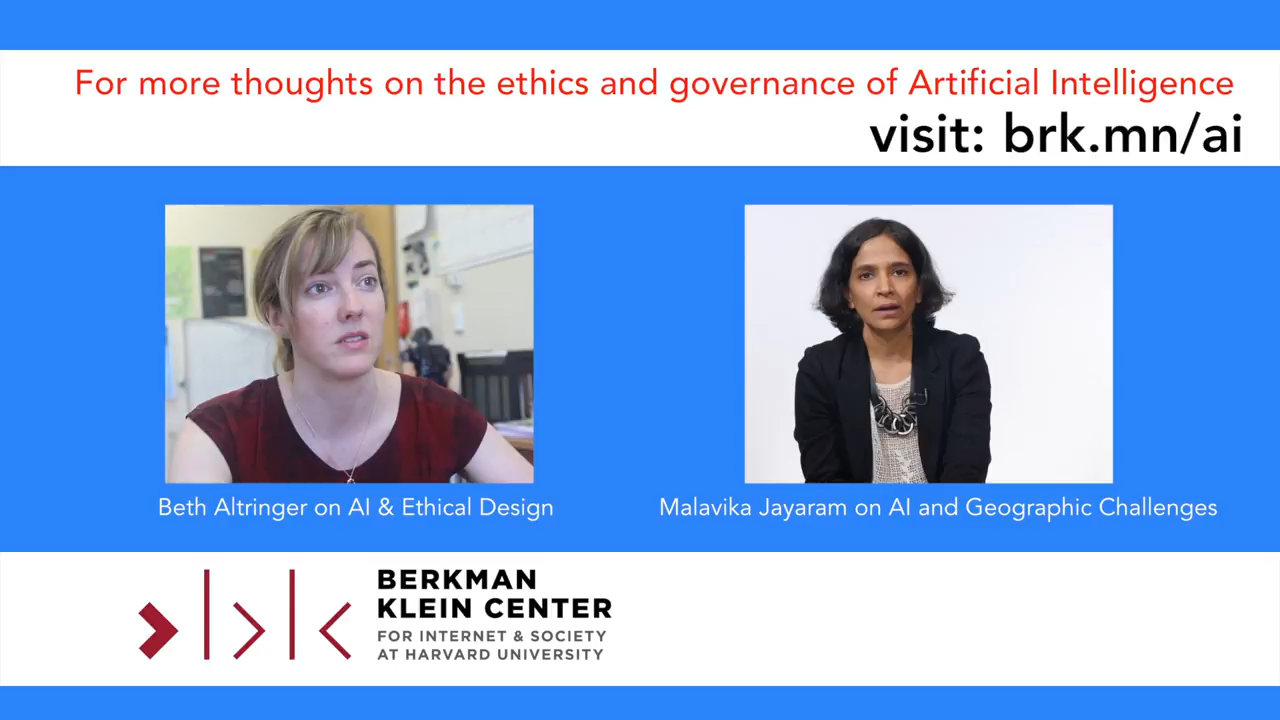 For more thoughts on the ethics and governance of Artificial Intelligence
visit: brk.mn/ai
Beth Altringer on AI & Ethical Design
Malavika Jayaram on AI and Geographic Challenges
BERKMAN
KLEIN CENTER
FOR INTERNET & SOCIETY
AT HARVARD UNIVERSITY